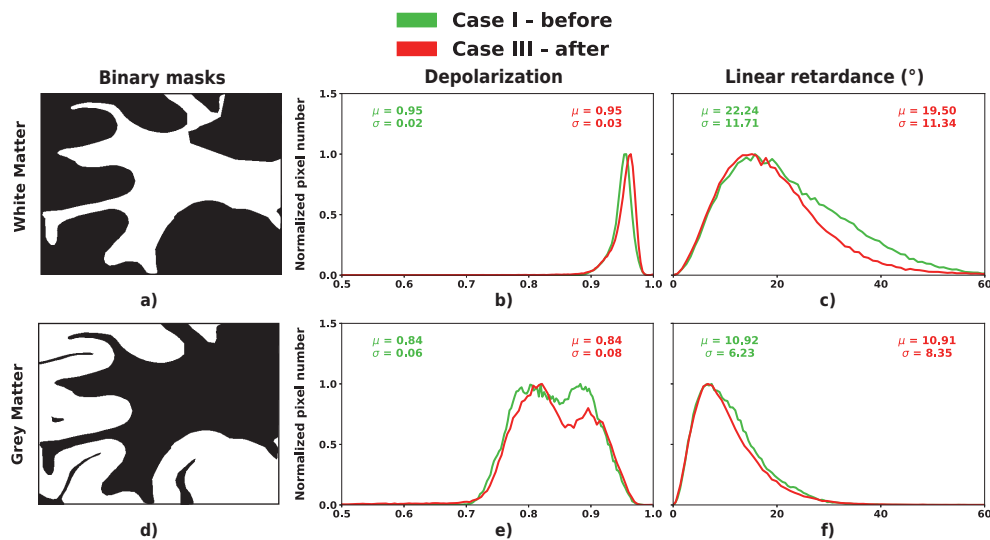 Case I - before
Case III - after
Binary masks
Depolarization
Linear retardance (°)
White Matter
a)
Normalized pixel number
1.5
1.0
0.5
0.0
μ = 0.95
σ = 0.02
μ = 0.95
σ = 0.03
0.5 0.6 0.7 0.8 0.9 1.0
b)
μ = 22.24
σ = 11.71
μ = 19.50
σ = 11.34
0 20 40 60
c)
Grey Matter
d)
Normalized pixel number
1.5
1.0
0.5
0.0
μ = 0.84
σ = 0.06
μ = 0.84
σ = 0.08
0.5 0.6 0.7 0.8 0.9 1.0
e)
μ = 10.92
σ = 6.23
μ = 10.91
σ = 8.35
0 20 40 60
f)